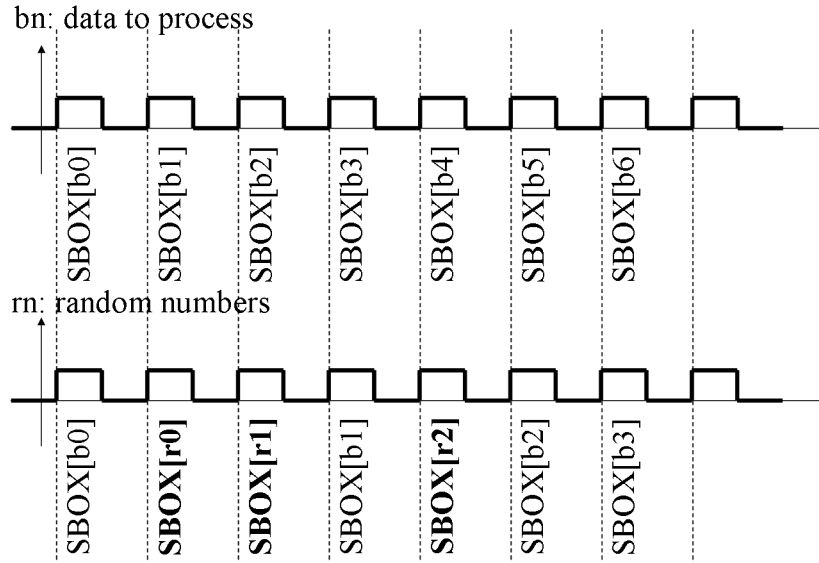 bn: data to process
SBOX[b0]
SBOX[b1]
SBOX[b2]
SBOX[b3]
SBOX[b4]
SBOX[b5]
SBOX[b6]
rn: random numbers
SBOX[b0]
SBOX[r0]
SBOX[r1]
SBOX[b1]
SBOX[r2]
SBOX[b2]
SBOX[b3]